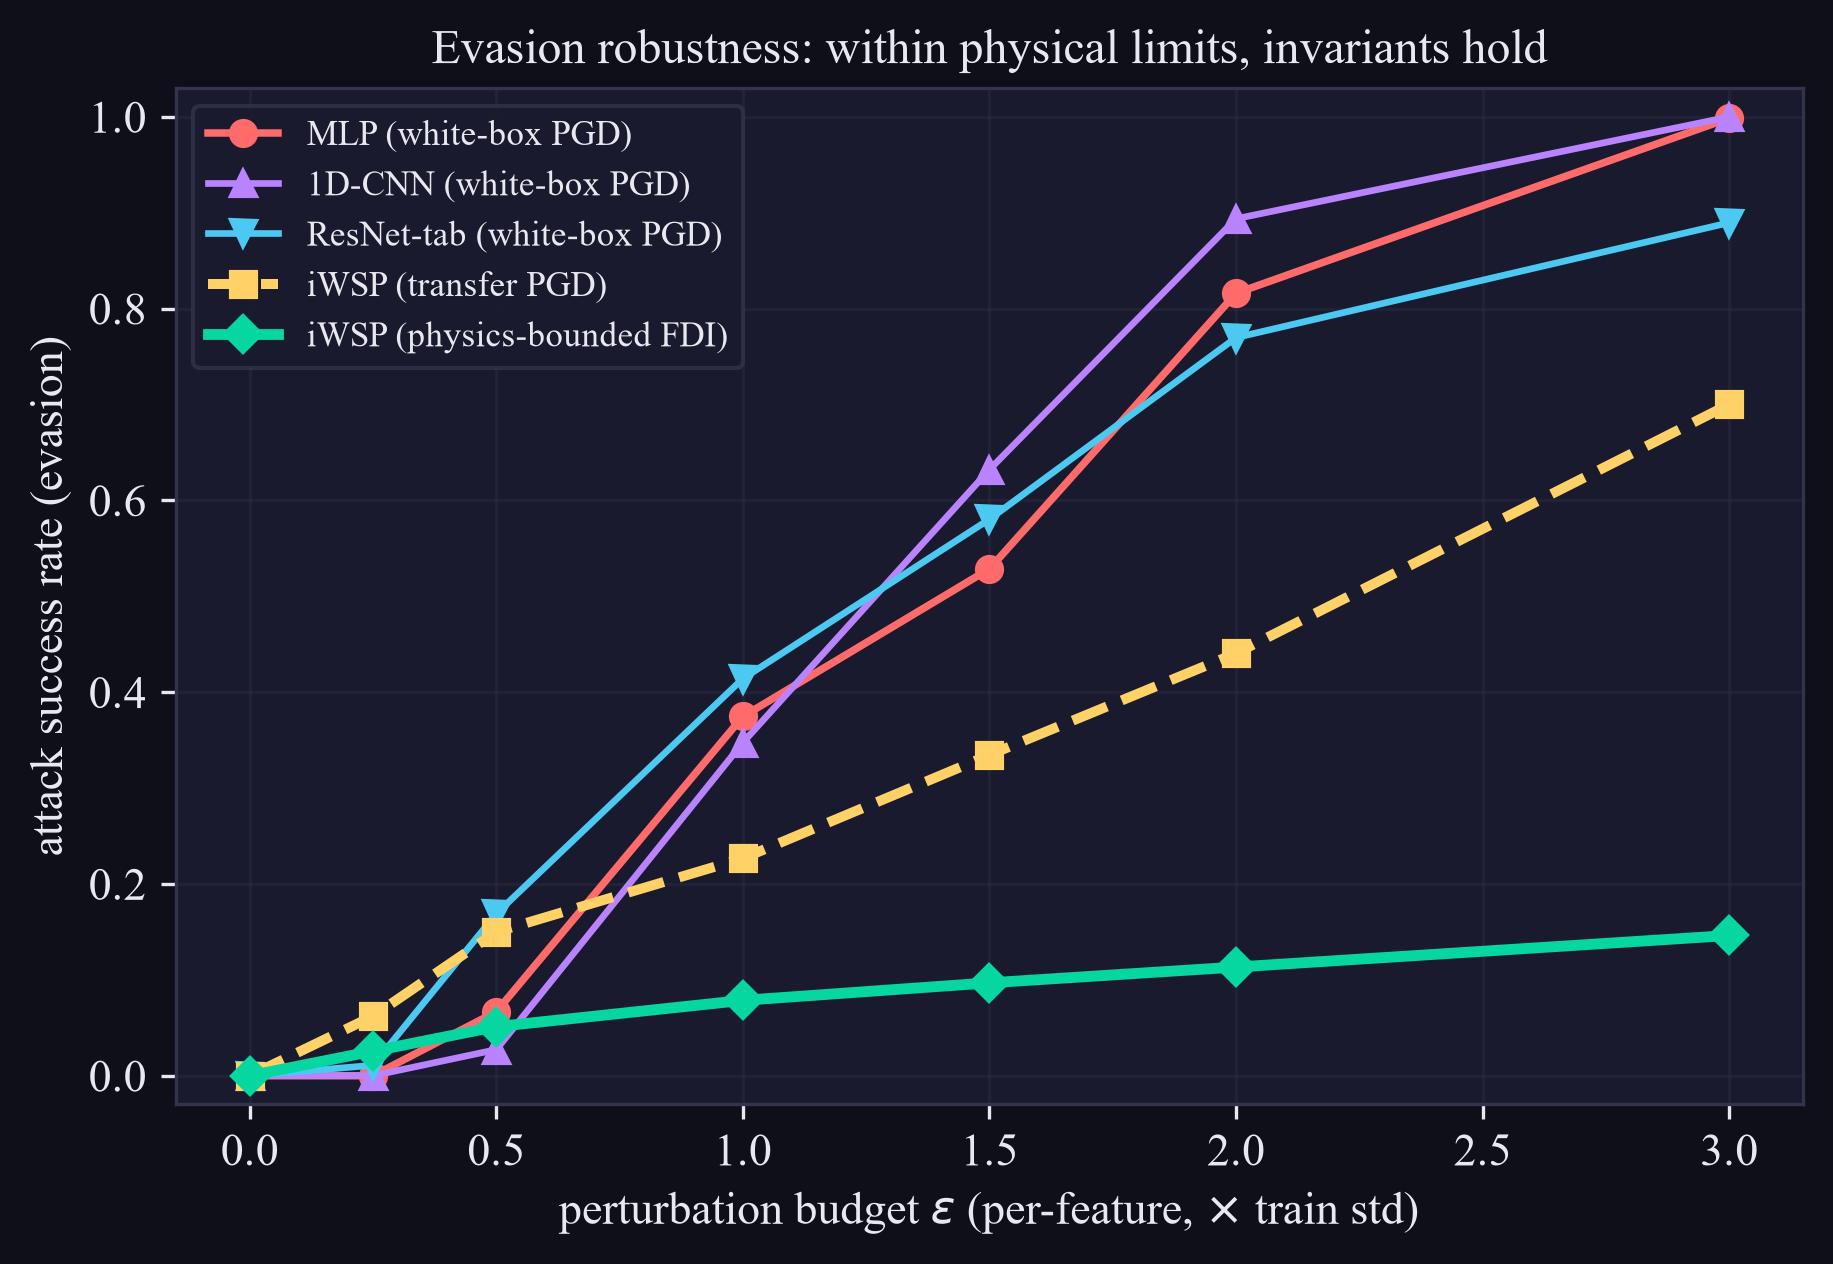 Evasion robustness: within physical limits, invariants hold
MLP (white-box PGD)
1D-CNN (white-box PGD)
ResNet-tab (white-box PGD)
iWSP (transfer PGD)
iWSP (physics-bounded FDI)
attack success rate (evasion)
1.0
0.8
0.6
0.4
0.2
0.0
0.0 0.5 1.0 1.5 2.0 2.5 3.0
perturbation budget ε (per-feature, × train std)